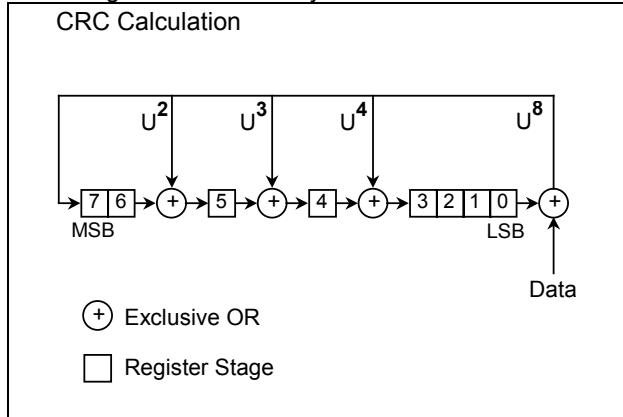 CRC Calculation
U2 U3 U4 U8
7 6 + 5 + 4 + 3 2 1 0 +
MSB LSB
Data
+ Exclusive OR
Register Stage